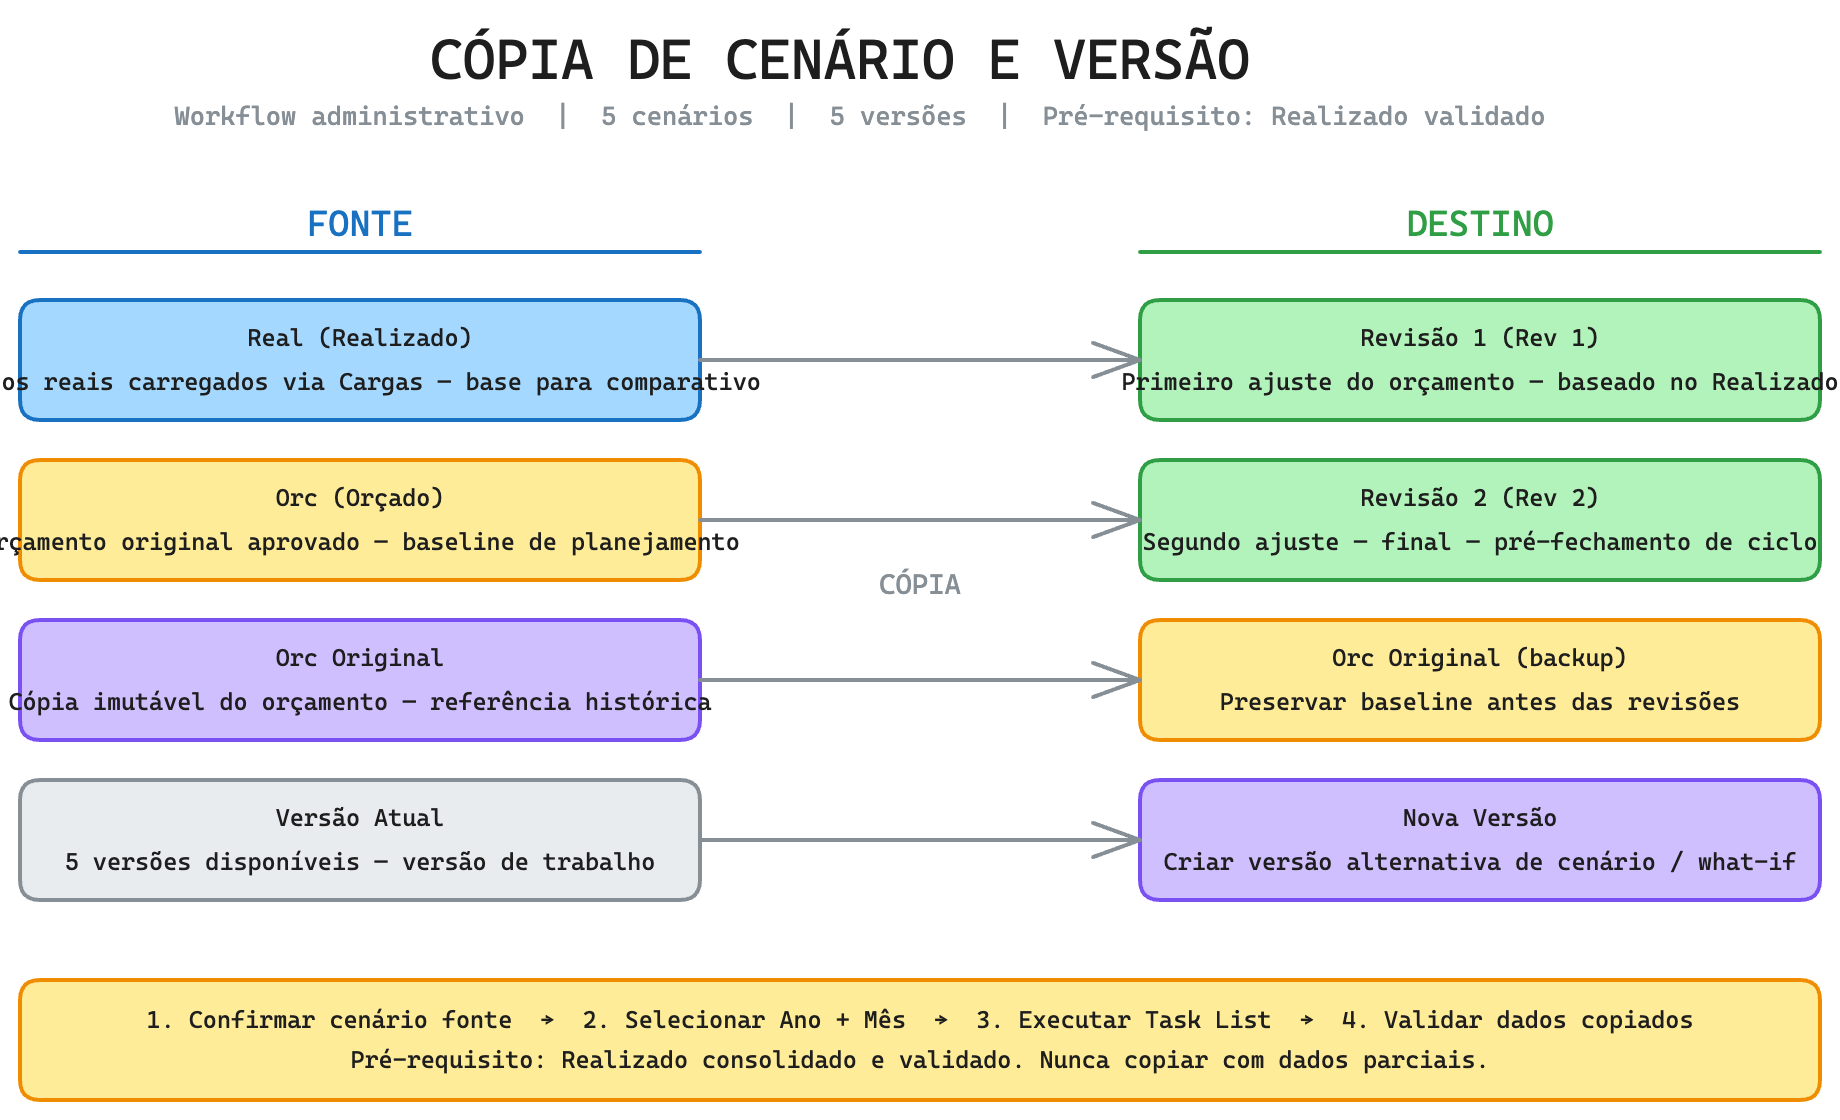 CÓPIA DE CENÁRIO E VERSÃO
Workflow administrativo | 5 cenários | 5 versões | Pré-requisito: Realizado validado
FONTE
DESTINO
Real (Realizado)
os reais carregados via Cargas — base para comparativo
Revisão 1 (Rev 1)
Primeiro ajuste do orçamento — baseado no Realizado
Orc (Orçado)
rçamento original aprovado — baseline de planejamento
Revisão 2 (Rev 2)
Segundo ajuste — final — pré-fechamento de ciclo
CÓPIA
Orc Original
Cópia imutável do orçamento — referência histórica
Orc Original (backup)
Preservar baseline antes das revisões
Versão Atual
5 versões disponíveis — versão de trabalho
Nova Versão
Criar versão alternativa de cenário / what-if
1. Confirmar cenário fonte → 2. Selecionar Ano + Mês → 3. Executar Task List → 4. Validar dados copiados
Pré-requisito: Realizado consolidado e validado. Nunca copiar com dados parciais.